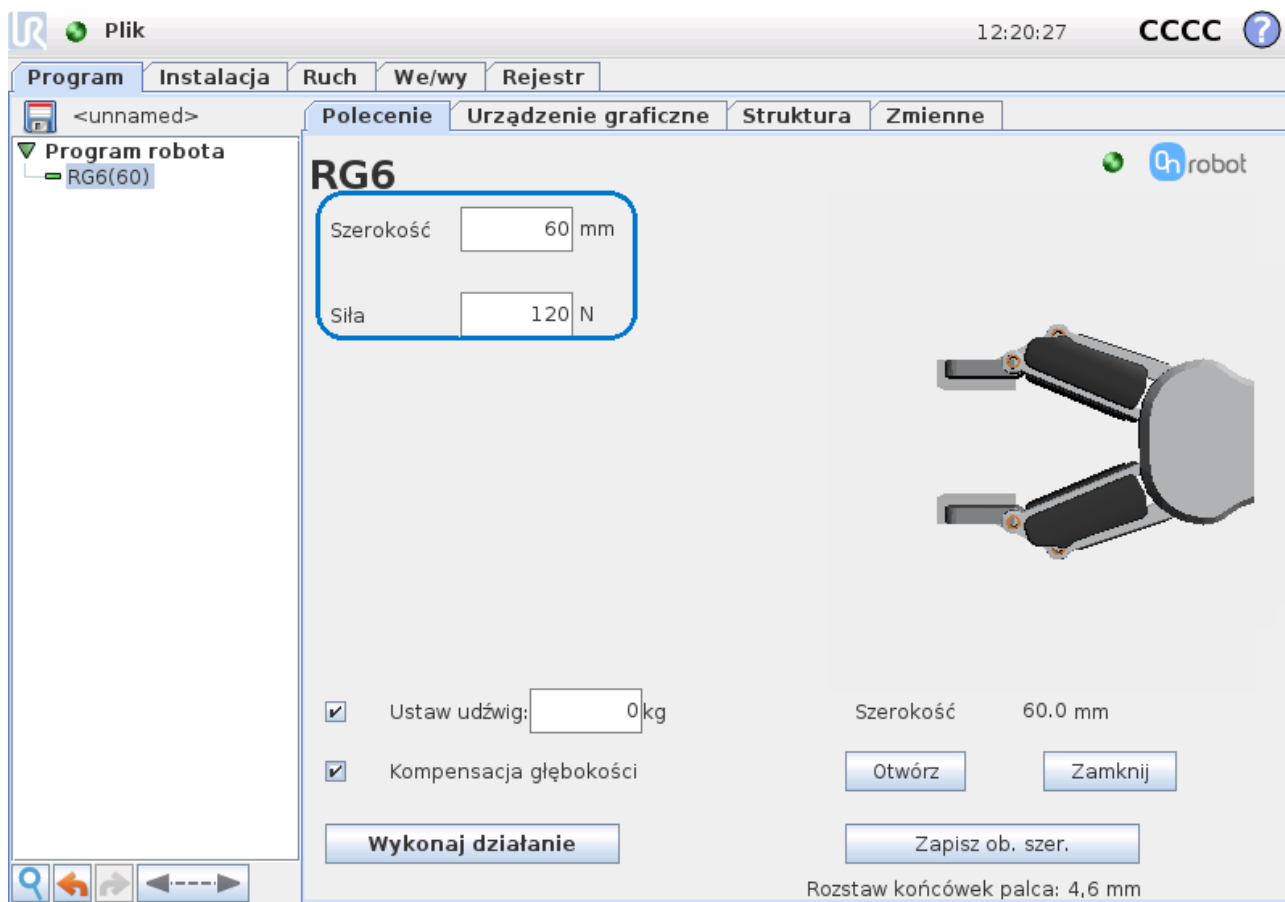 UR Plik 12:20:27 CCCC ?
Program Instalacja Ruch We/wy Rejestr
<unnamed> Polecenie Urządzenie graficzne Struktura Zmienne
Program robota
RG6(60)
RG6
On robot
Szerokość 60 mm
Siła 120 N
Ustaw udźwig: 0 kg Szerokość 60.0 mm
Kompensacja głębokości Otwórz Zamknij
Wykonaj działanie Zapisz ob. szer.
Rozstaw końcówek palca: 4,6 mm